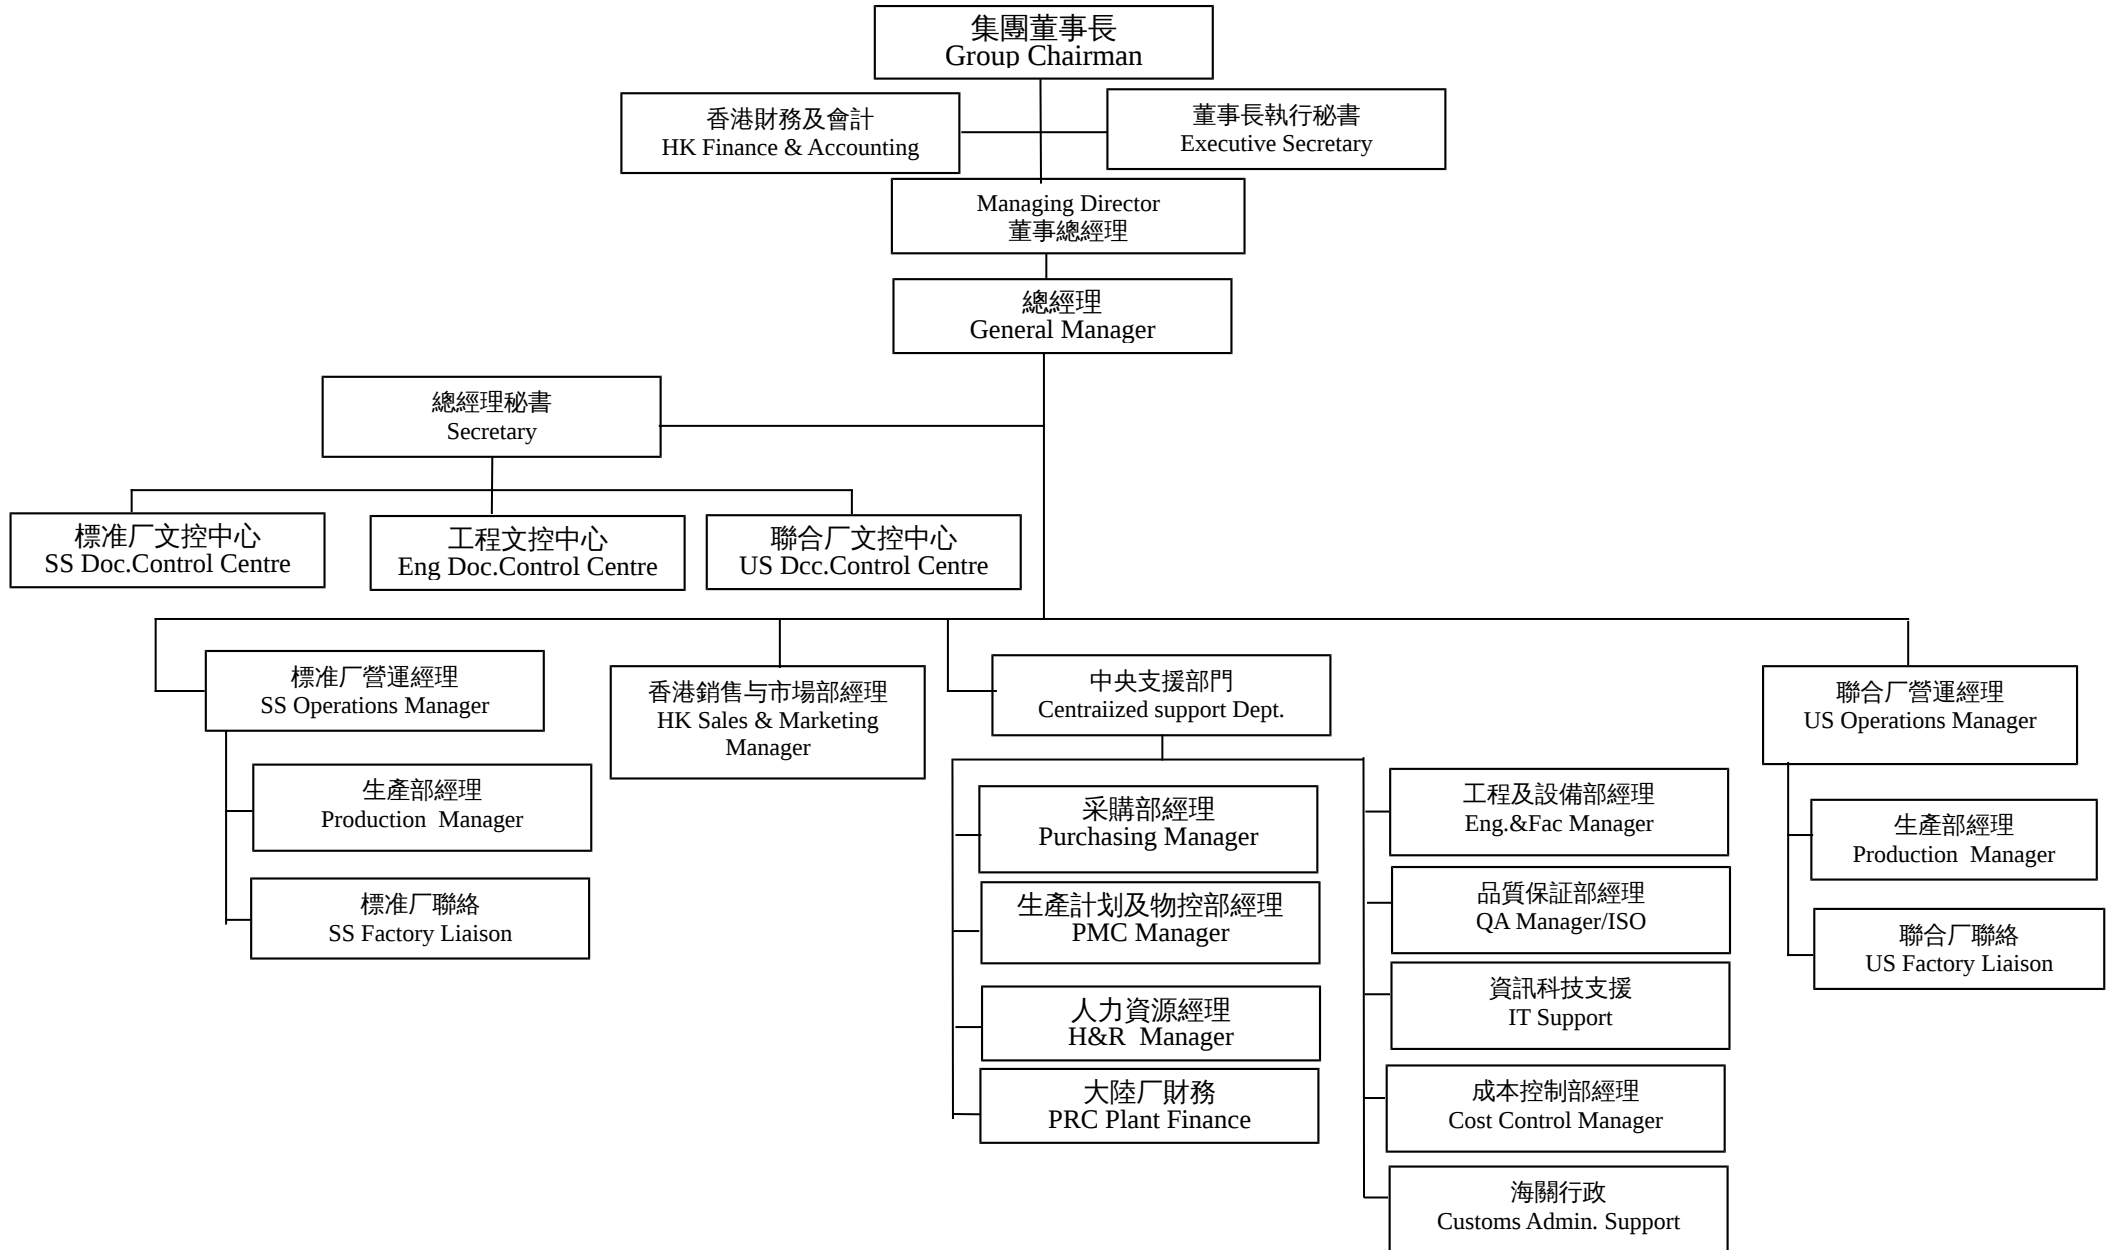 集團董事長
Group Chairman
香港財務及會計
HK Finance & Accounting
董事長執行秘書
Executive Secretary
Managing Director
董事總經理
總經理
General Manager
總經理秘書
Secretary
標准厂文控中心
SS Doc.Control Centre
工程文控中心
Eng Doc.Control Centre
聯合厂文控中心
US Dcc.Control Centre
標准厂營運經理
SS Operations Manager
香港銷售与市場部經理
HK Sales & Marketing
Manager
中央支援部門
Centraiized support Dept.
聯合厂營運經理
US Operations Manager
生產部經理
Production  Manager
標准厂聯絡
SS Factory Liaison
采購部經理
Purchasing Manager
生產計划及物控部經理
PMC Manager
人力資源經理
H&R  Manager
大陸厂財務
PRC Plant Finance
工程及設備部經理
Eng.&Fac Manager
品質保証部經理
QA Manager/ISO
資訊科技支援
IT Support
成本控制部經理
Cost Control Manager
海關行政
Customs Admin. Support
生產部經理
Production  Manager
聯合厂聯絡
US Factory Liaison